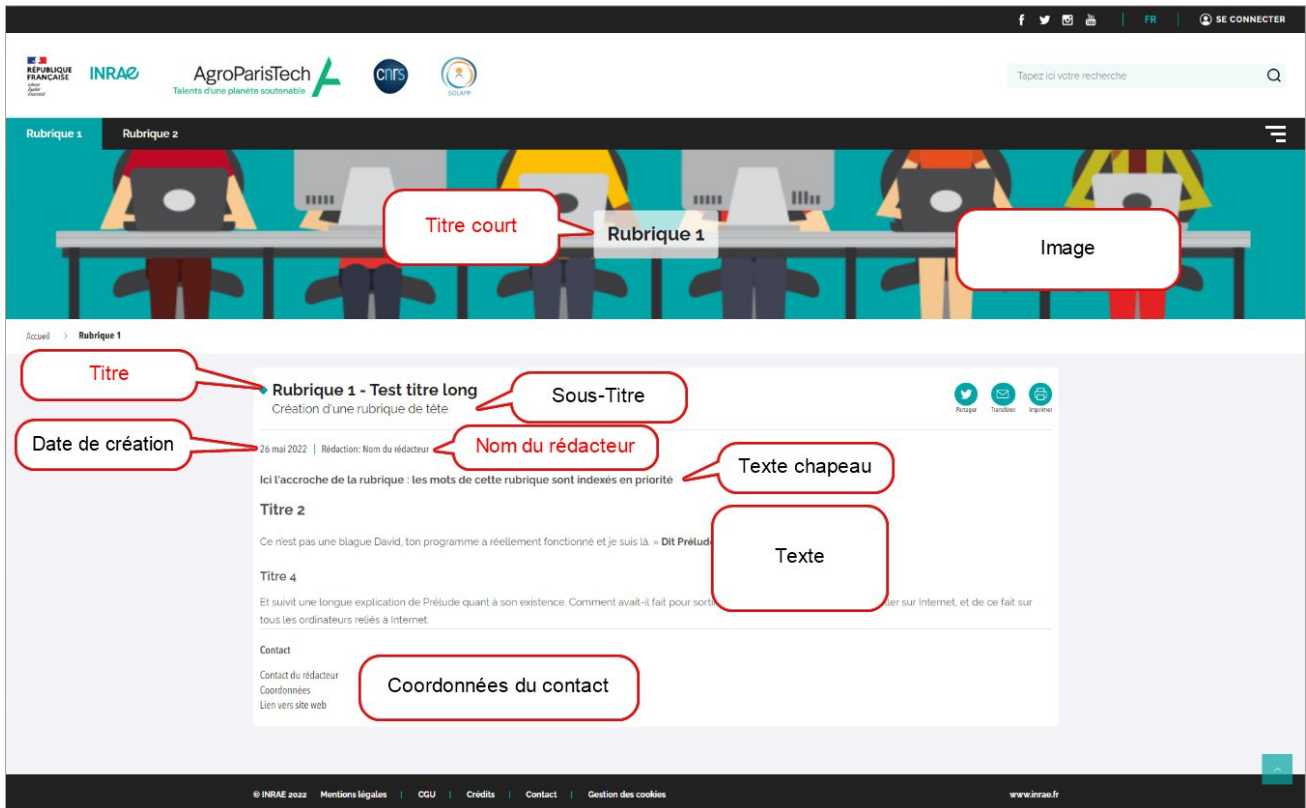 FR
SE CONNECTER
RÉPUBLIQUE
FRANÇAISE
Liberté
Égalité
Fraternité
INRAE
AgroParisTech
Talents d'une planète soutenable
cnrs
SOLAPP
Tapez ici votre recherche
Rubrique 1
Rubrique 2
Titre court
Rubrique 1
Image
Accueil > Rubrique 1
Titre
Rubrique 1 - Test titre long
Création d'une rubrique de tête
Sous-Titre
Partager Transférer Imprimer
Date de création
26 mai 2022 | Rédaction: Nom du rédacteur
Nom du rédacteur
Ici l'accroche de la rubrique : les mots de cette rubrique sont indexés en priorité
Texte chapeau
Titre 2
Ce n'est pas une blague David, ton programme a réellement fonctionné et je suis là. » Dit Prélude
Texte
Titre 4
Et suivit une longue explication de Prélude quant à son existence. Comment avait-il fait pour sortir ller sur Internet, et de ce fait sur
tous les ordinateurs reliés à Internet.
Contact
Contact du rédacteur
Coordonnées
Lien vers site web
Coordonnées du contact
© INRAE 2022 Mentions légales | CGU | Crédits | Contact | Gestion des cookies
www.inrae.fr